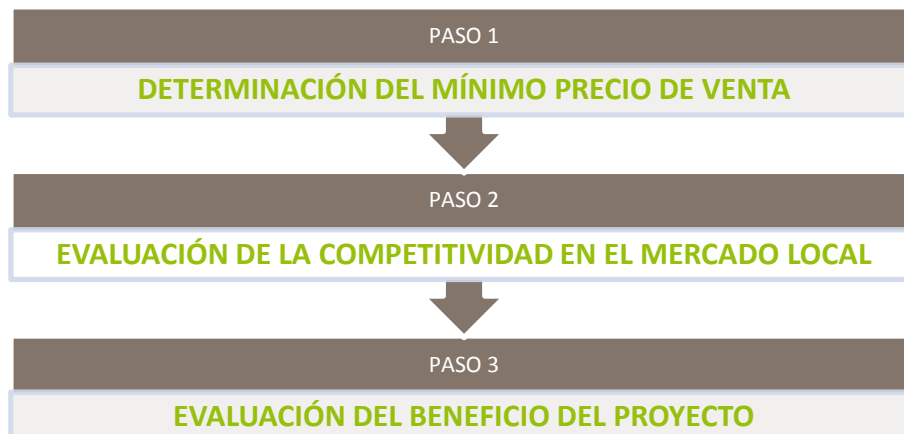 PASO 1
DETERMINACIÓN DEL MÍNIMO PRECIO DE VENTA
PASO 2
EVALUACIÓN DE LA COMPETITIVIDAD EN EL MERCADO LOCAL
PASO 3
EVALUACIÓN DEL BENEFICIO DEL PROYECTO